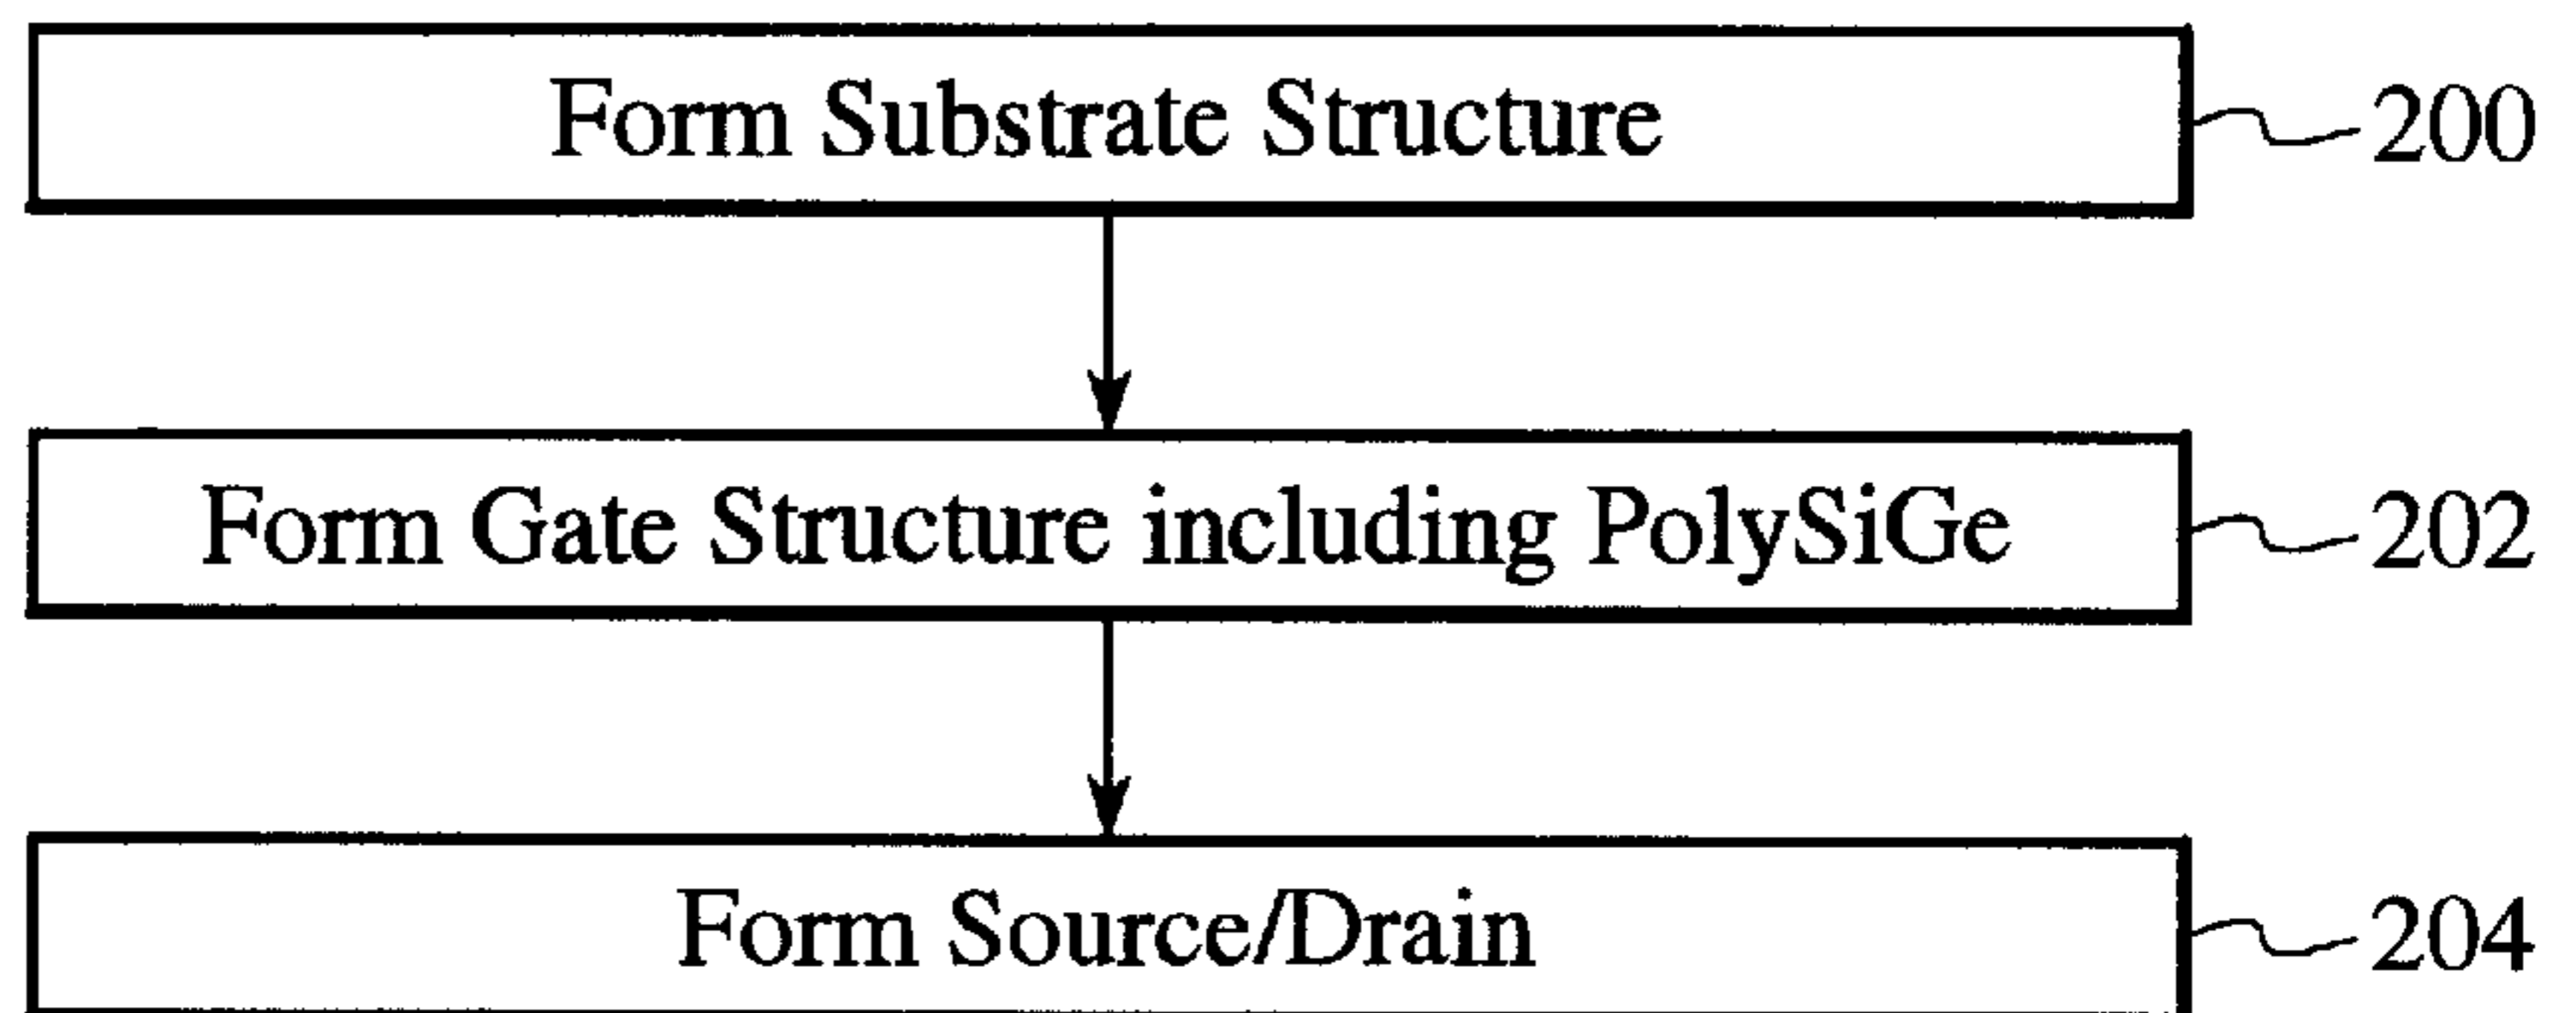 Form Substrate Structure 200
Form Gate Structure including PolySiGe 202
Form Source/Drain 204